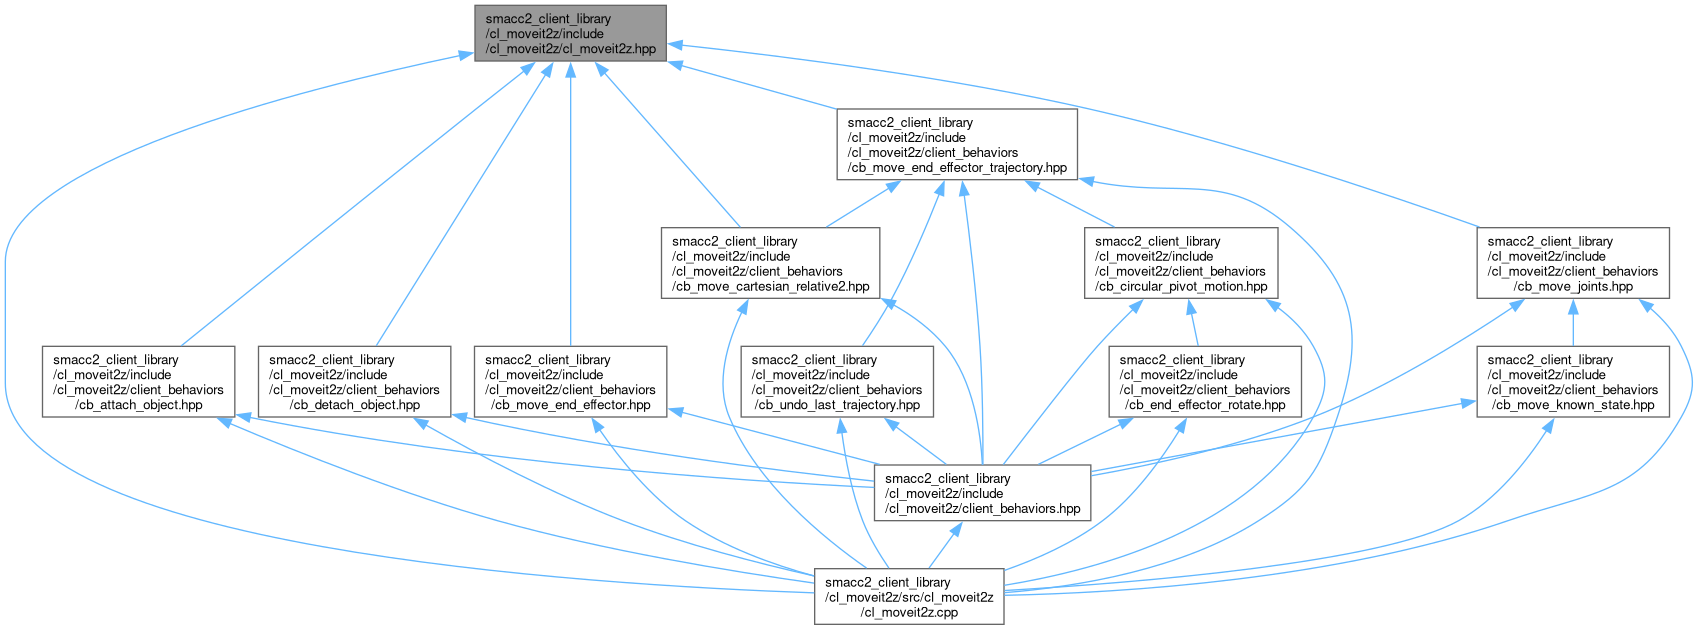 smacc2_client_library
/cl_moveit2z/include
/cl_moveit2z/cl_moveit2z.hpp
smacc2_client_library
/cl_moveit2z/include
/cl_moveit2z/client_behaviors
/cb_move_end_effector_trajectory.hpp
smacc2_client_library
/cl_moveit2z/include
/cl_moveit2z/client_behaviors
/cb_move_cartesian_relative2.hpp
smacc2_client_library
/cl_moveit2z/include
/cl_moveit2z/client_behaviors
/cb_circular_pivot_motion.hpp
smacc2_client_library
/cl_moveit2z/include
/cl_moveit2z/client_behaviors
/cb_move_joints.hpp
smacc2_client_library
/cl_moveit2z/include
/cl_moveit2z/client_behaviors
/cb_attach_object.hpp
smacc2_client_library
/cl_moveit2z/include
/cl_moveit2z/client_behaviors
/cb_detach_object.hpp
smacc2_client_library
/cl_moveit2z/include
/cl_moveit2z/client_behaviors
/cb_move_end_effector.hpp
smacc2_client_library
/cl_moveit2z/include
/cl_moveit2z/client_behaviors
/cb_undo_last_trajectory.hpp
smacc2_client_library
/cl_moveit2z/include
/cl_moveit2z/client_behaviors
/cb_end_effector_rotate.hpp
smacc2_client_library
/cl_moveit2z/include
/cl_moveit2z/client_behaviors
/cb_move_known_state.hpp
smacc2_client_library
/cl_moveit2z/include
/cl_moveit2z/client_behaviors.hpp
smacc2_client_library
/cl_moveit2z/src/cl_moveit2z
/cl_moveit2z.cpp